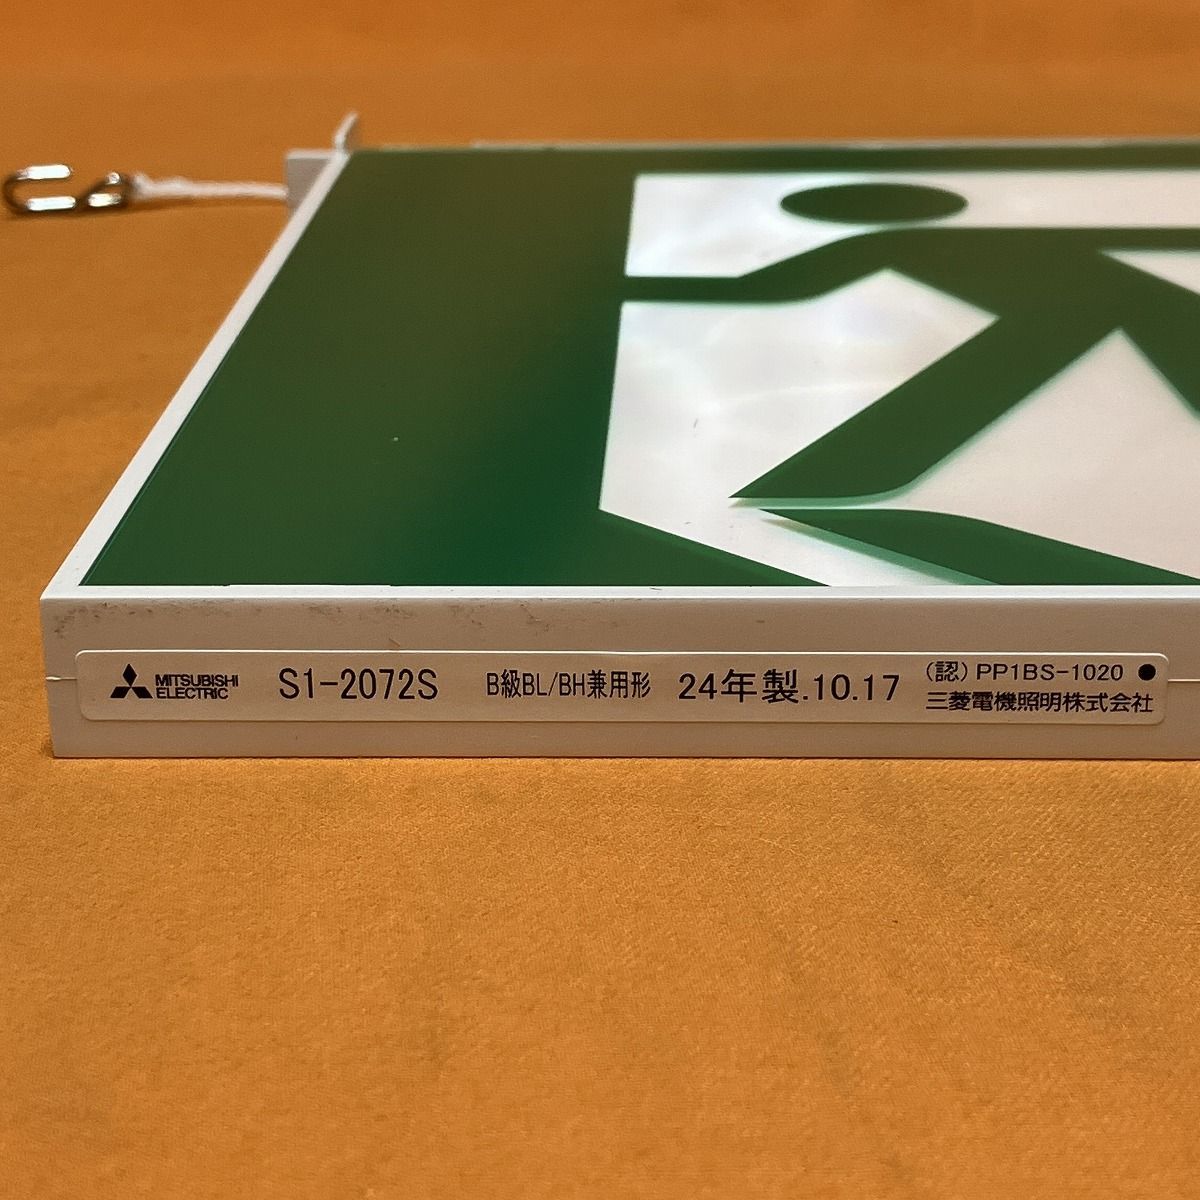 MITSUBISHI
ELECTRIC
S1-2072S B級BL/BH兼用形 24年製.10.17
(認) PP1BS-1020 ●
三菱電機照明株式会社